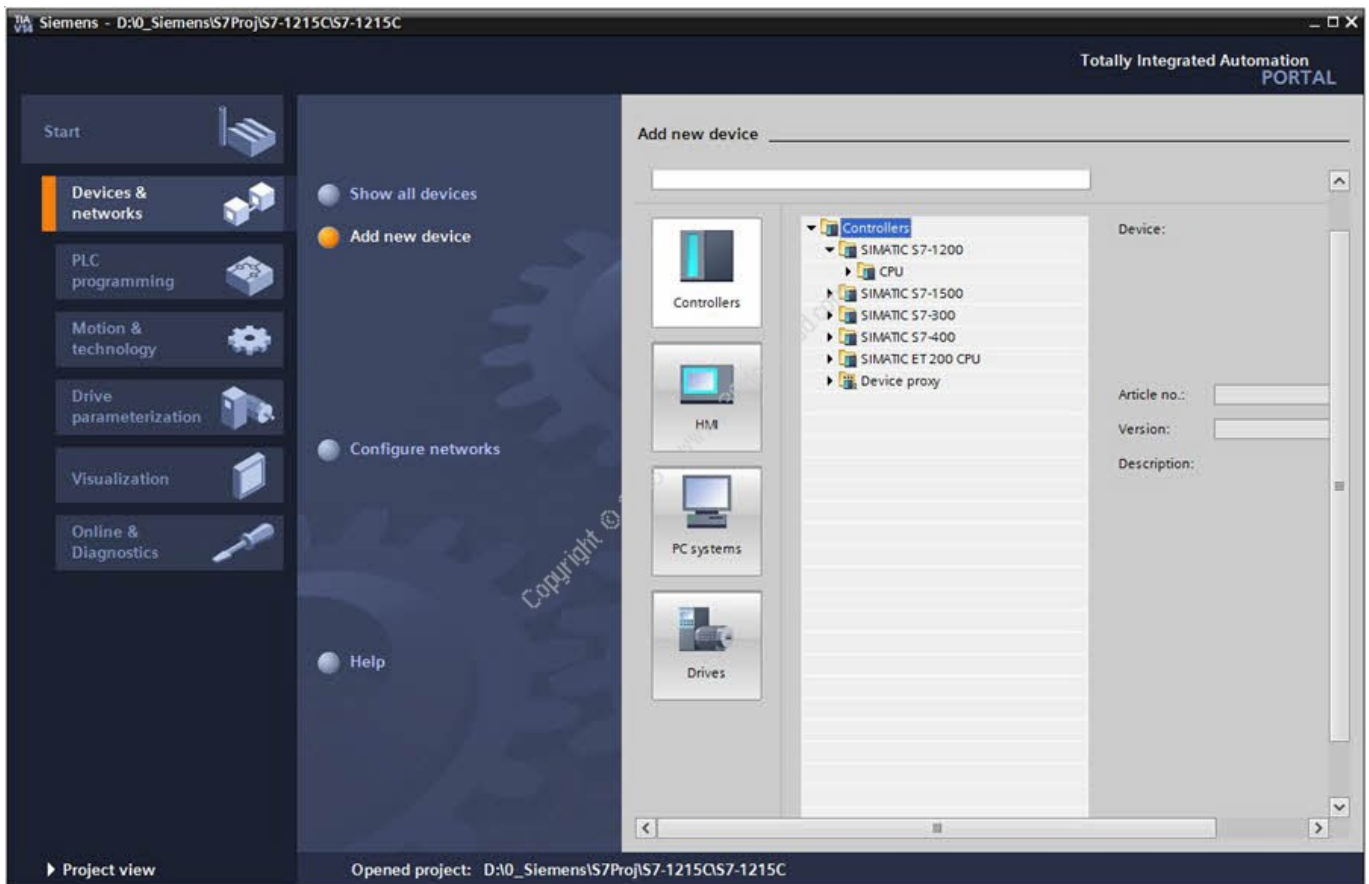 TIA V14 Siemens - D:\0_Siemens\S7Proj\S7-1215C\S7-1215C
Totally Integrated Automation
PORTAL
Start
Devices &
networks
PLC
programming
Motion &
technology
Drive
parameterization
Visualization
Online &
Diagnostics
Show all devices
Add new device
Configure networks
Help
Add new device
Controllers
HMI
PC systems
Drives
Controllers
SIMATIC S7-1200
CPU
SIMATIC S7-1500
SIMATIC S7-300
SIMATIC S7-400
SIMATIC ET 200 CPU
Device proxy
Device:
Article no.:
Version:
Description:
Copyright ©
Project view
Opened project: D:\0_Siemens\S7Proj\S7-1215C\S7-1215C